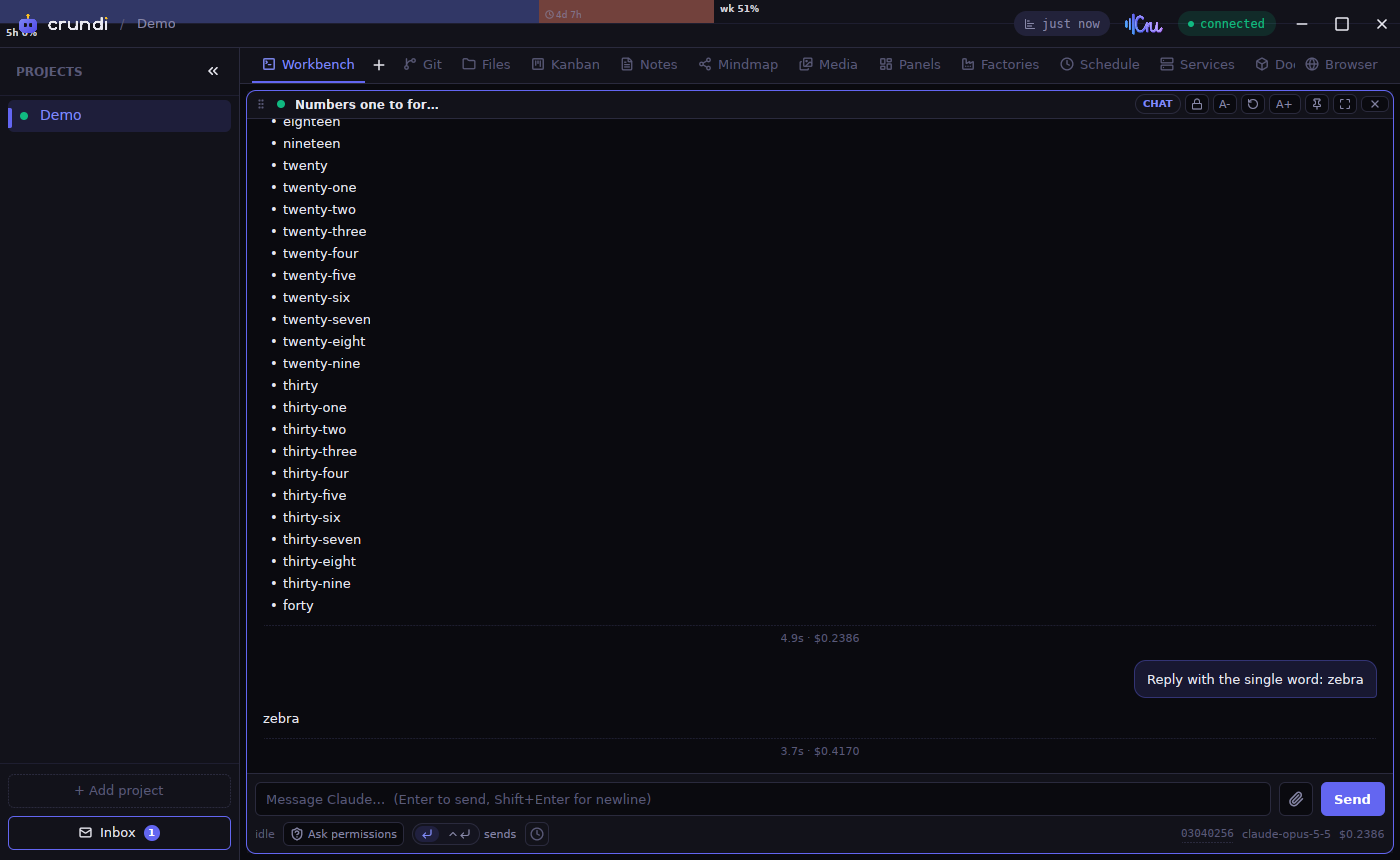 4d 7h
wk 51%
5h 6%
crundi / Demo
just now
Cru
connected
PROJECTS
Workbench
Git
Files
Kanban
Notes
Mindmap
Media
Panels
Factories
Schedule
Services
Doc
Browser
Demo
Numbers one to for…
CHAT
A-
A+
• eighteen
• nineteen
• twenty
• twenty-one
• twenty-two
• twenty-three
• twenty-four
• twenty-five
• twenty-six
• twenty-seven
• twenty-eight
• twenty-nine
• thirty
• thirty-one
• thirty-two
• thirty-three
• thirty-four
• thirty-five
• thirty-six
• thirty-seven
• thirty-eight
• thirty-nine
• forty
4.9s · $0.2386
Reply with the single word: zebra
zebra
3.7s · $0.4170
+ Add project
Inbox 1
Message Claude… (Enter to send, Shift+Enter for newline)
Send
idle
Ask permissions
sends
03040256 claude-opus-5-5 $0.2386